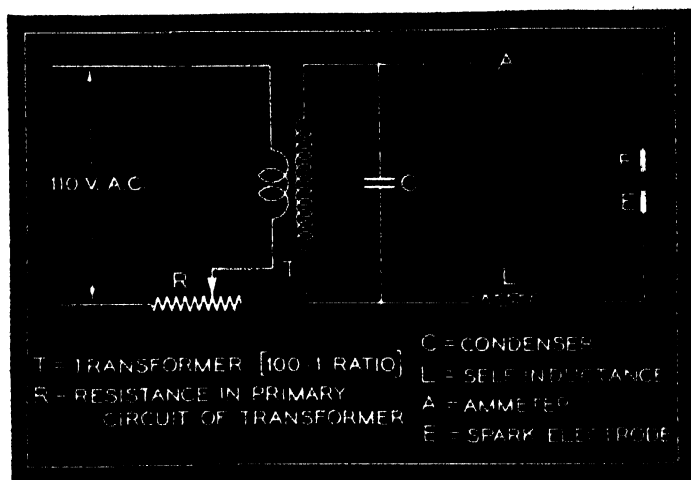 A
110 V. A.C.
C
E
E
R
T
L
T = TRANSFORMER [100-1 RATIO]
R - RESISTANCE IN PRIMARY
CIRCUIT OF TRANSFORMER
C = CONDENSER
L = SELF INDUCTANCE
A = AMMETER
E = SPARK ELECTRODE